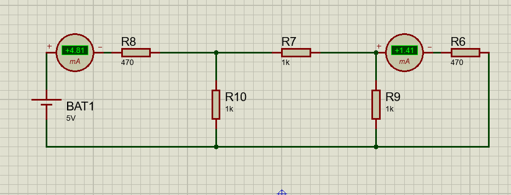 R8
R7
R6
+ +4.81 -
mA
+ +1.41 -
mA
470
1k
470
R10
1k
R9
1k
BAT1
5V